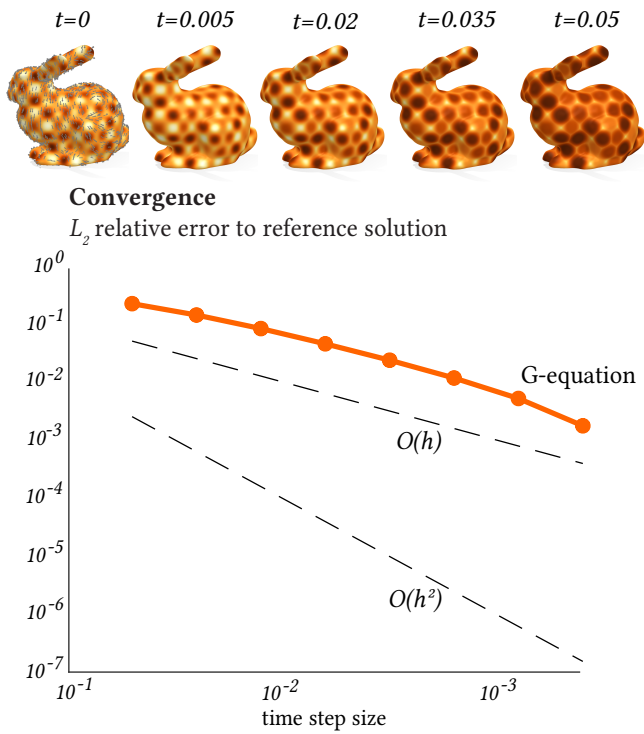 t=0 t=0.005 t=0.02 t=0.035 t=0.05
Convergence
L₂ relative error to reference solution
10⁰
10⁻¹
10⁻²
G-equation
10⁻³
O(h)
10⁻⁴
10⁻⁵
O(h²)
10⁻⁶
10⁻⁷
10⁻¹ 10⁻² 10⁻³
time step size